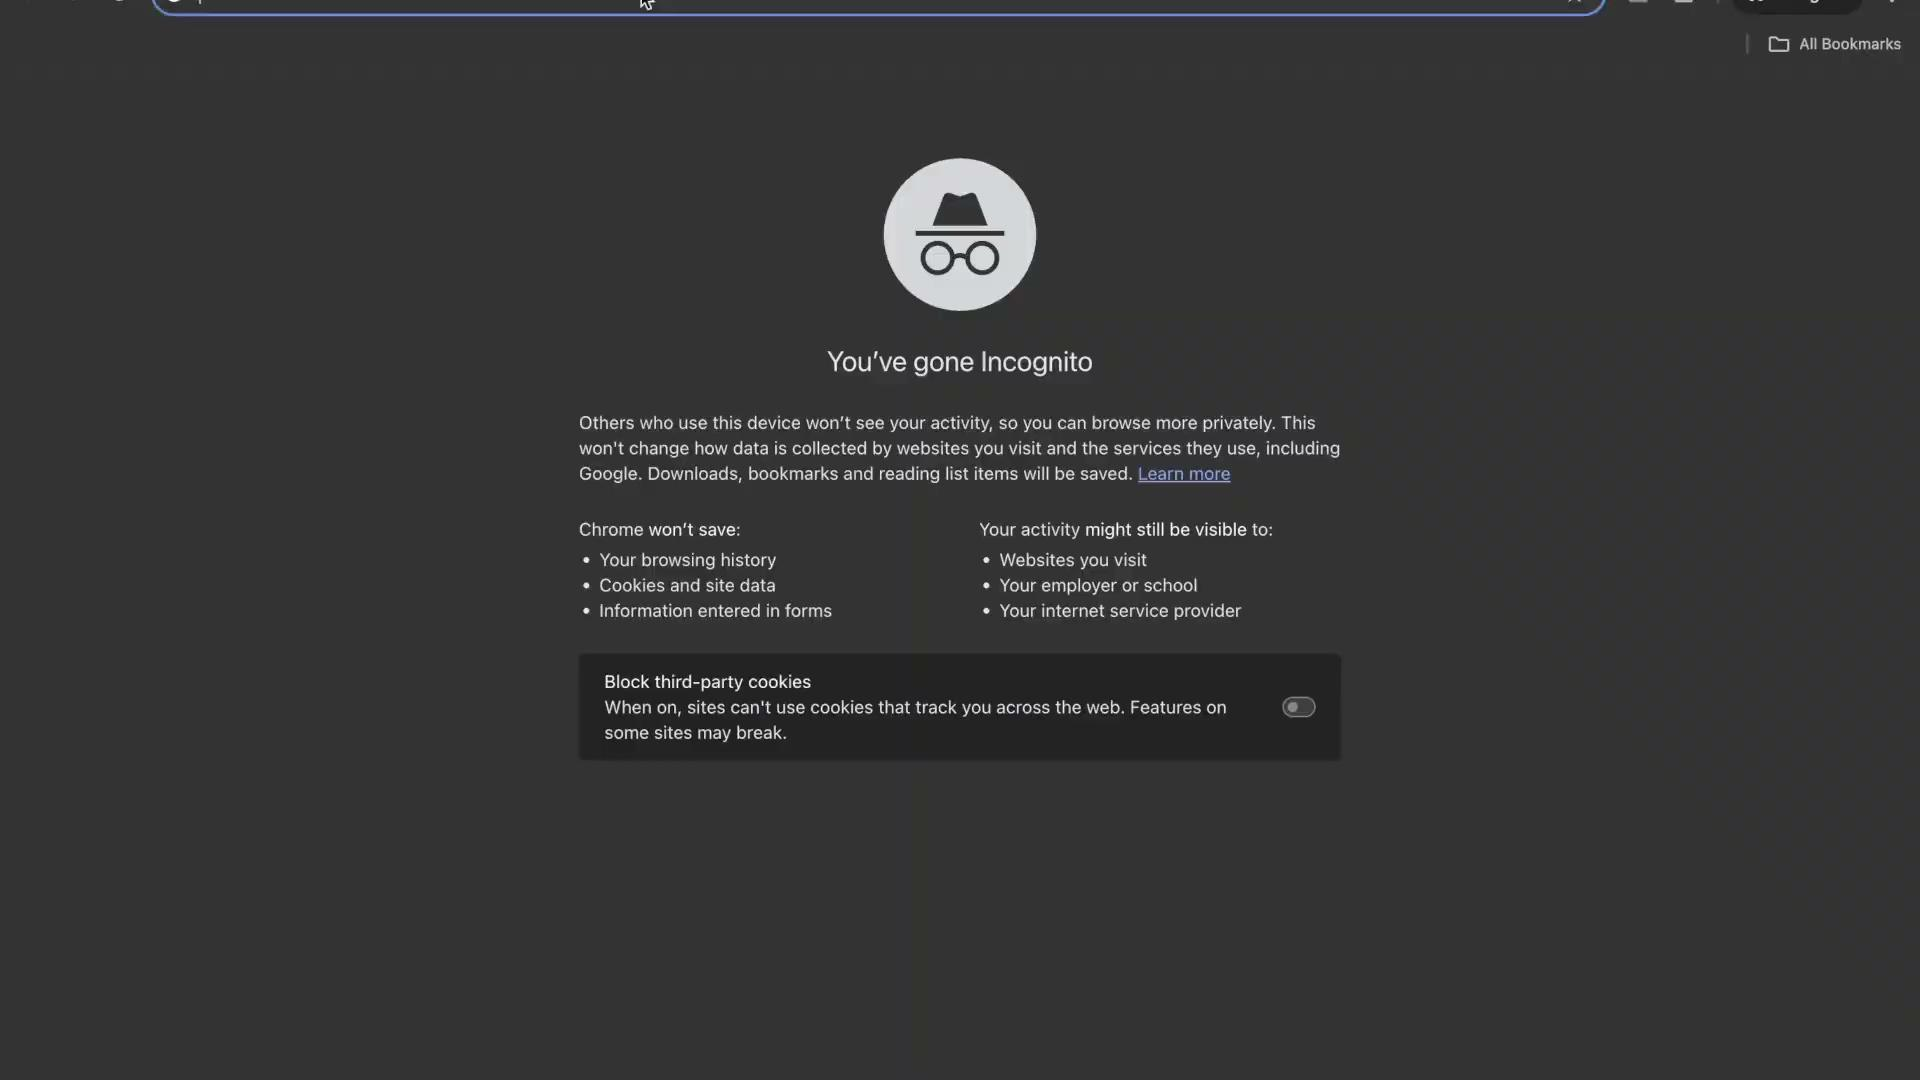 All Bookmarks
You've gone Incognito
Others who use this device won't see your activity, so you can browse more privately. This
won't change how data is collected by websites you visit and the services they use, including
Google. Downloads, bookmarks and reading list items will be saved. Learn more
Chrome won't save:
• Your browsing history
• Cookies and site data
• Information entered in forms
Your activity might still be visible to:
• Websites you visit
• Your employer or school
• Your internet service provider
Block third-party cookies
When on, sites can't use cookies that track you across the web. Features on
some sites may break.